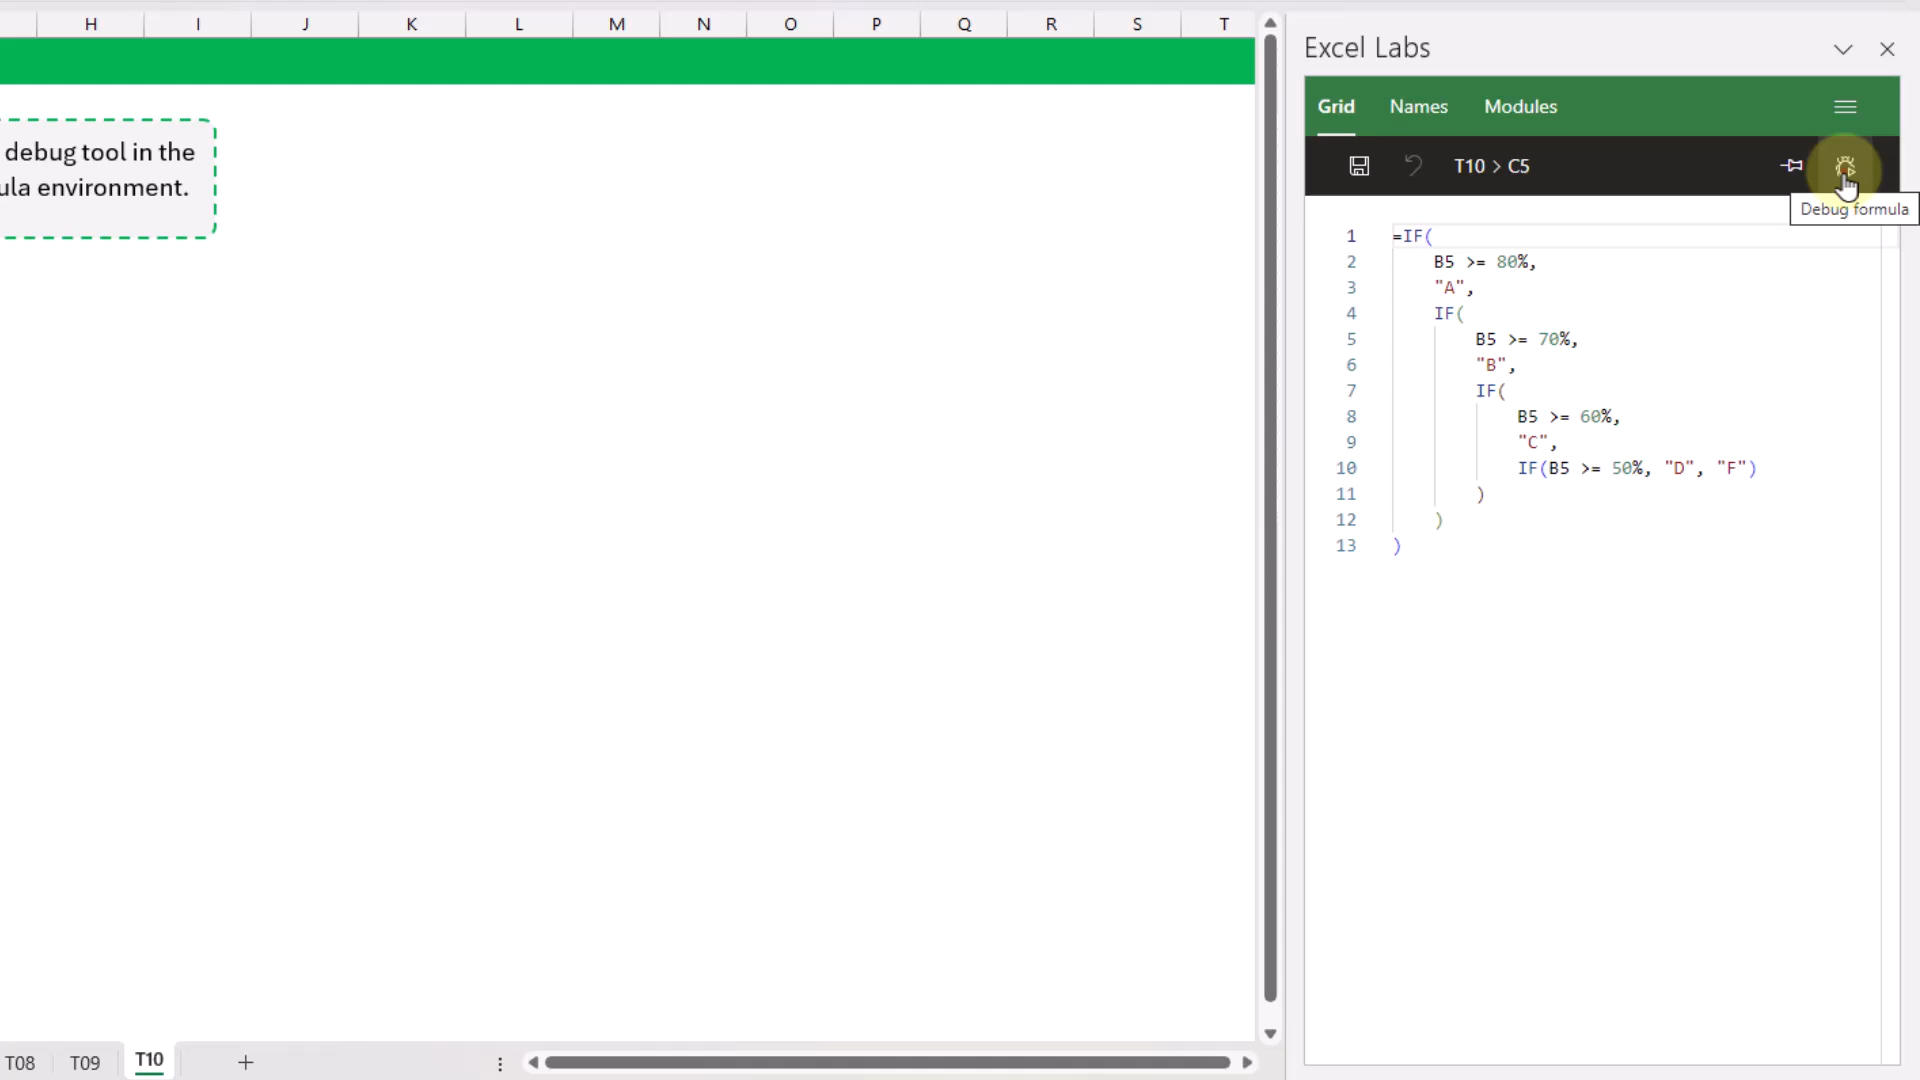 H I J K L M N O P Q R S T
debug tool in the
ula environment.
T08 T09 T10 +
Excel Labs
Grid Names Modules
T10 > C5
Debug formula
1 =IF(
2 B5 >= 80%,
3 "A",
4 IF(
5 B5 >= 70%,
6 "B",
7 IF(
8 B5 >= 60%,
9 "C",
10 IF(B5 >= 50%, "D", "F")
11 )
12 )
13 )